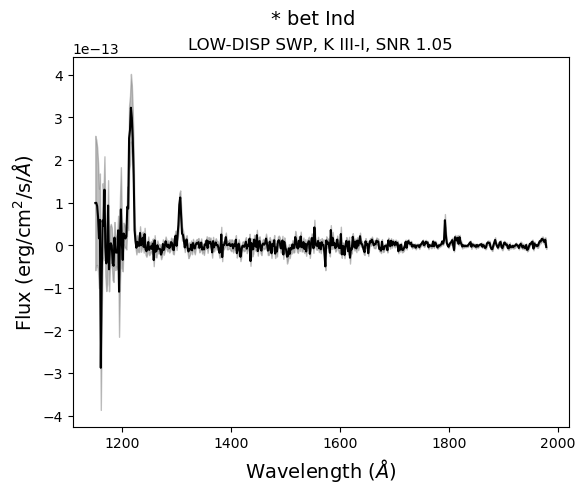 * bet Ind
LOW-DISP SWP, K III-I, SNR 1.05
1e−13
4
3
2
1
0
−1
−2
−3
−4
Flux (erg/cm²/s/Å)
1200 1400 1600 1800 2000
Wavelength (Å)